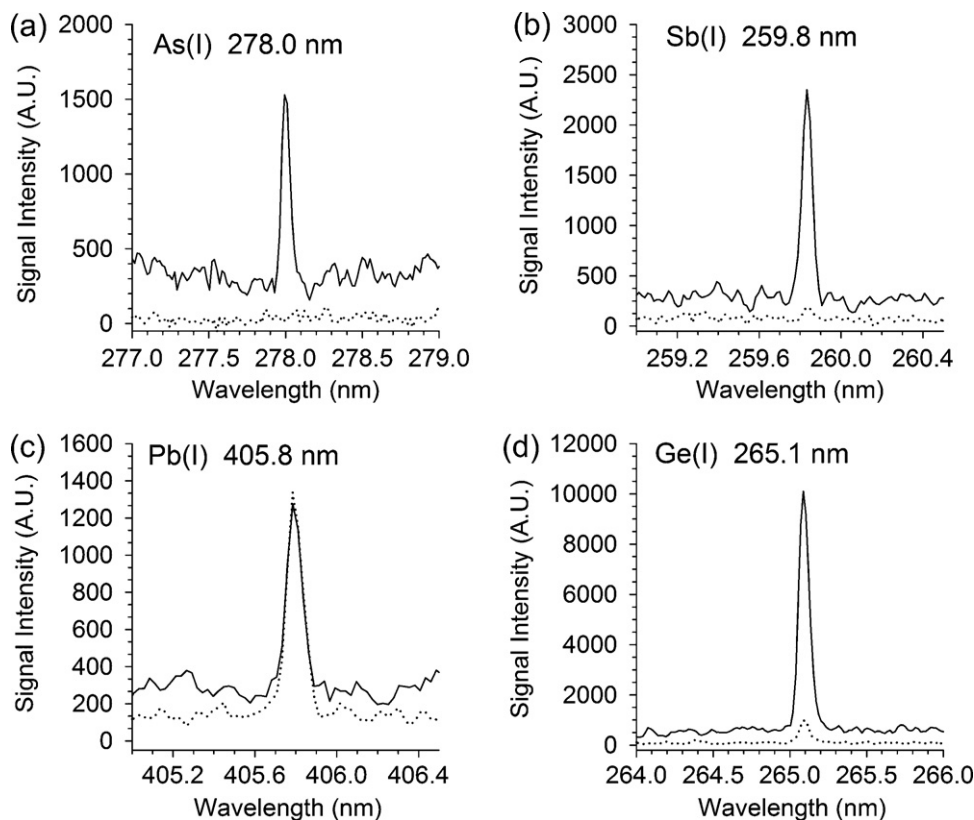 (a)
As(I) 278.0 nm
Signal Intensity (A.U.)
2000
1500
1000
500
0
277.0 277.5 278.0 278.5 279.0
Wavelength (nm)
(b)
Sb(I) 259.8 nm
Signal Intensity (A.U.)
3000
2500
2000
1500
1000
500
0
259.2 259.6 260.0 260.4
Wavelength (nm)
(c)
Pb(I) 405.8 nm
Signal Intensity (A.U.)
1600
1400
1200
1000
800
600
400
200
0
405.2 405.6 406.0 406.4
Wavelength (nm)
(d)
Ge(I) 265.1 nm
Signal Intensity (A.U.)
12000
10000
8000
6000
4000
2000
0
264.0 264.5 265.0 265.5 266.0
Wavelength (nm)